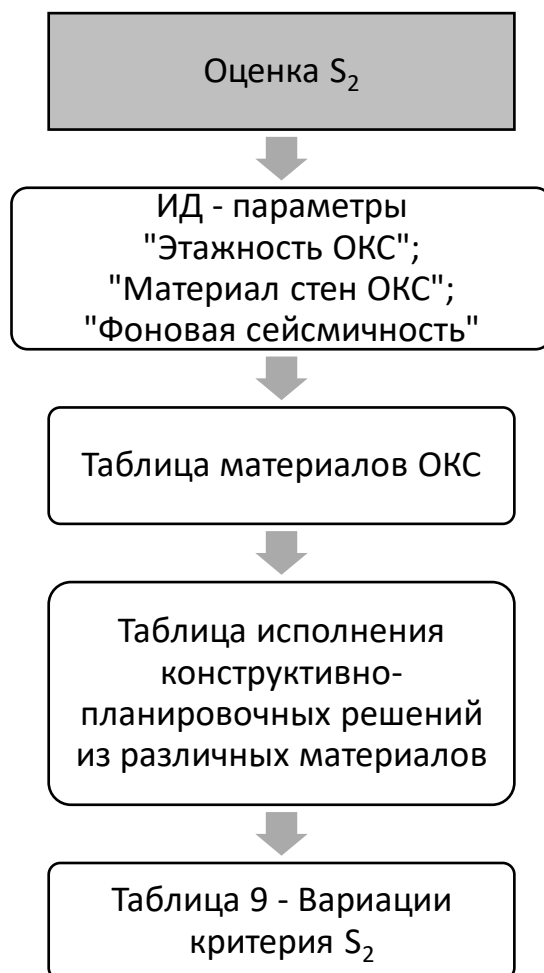 Оценка S₂
ИД - параметры
"Этажность ОКС";
"Материал стен ОКС";
"Фоновая сейсмичность"
Таблица материалов ОКС
Таблица исполнения
конструктивно-
планировочных решений
из различных материалов
Таблица 9 - Вариации
критерия S₂